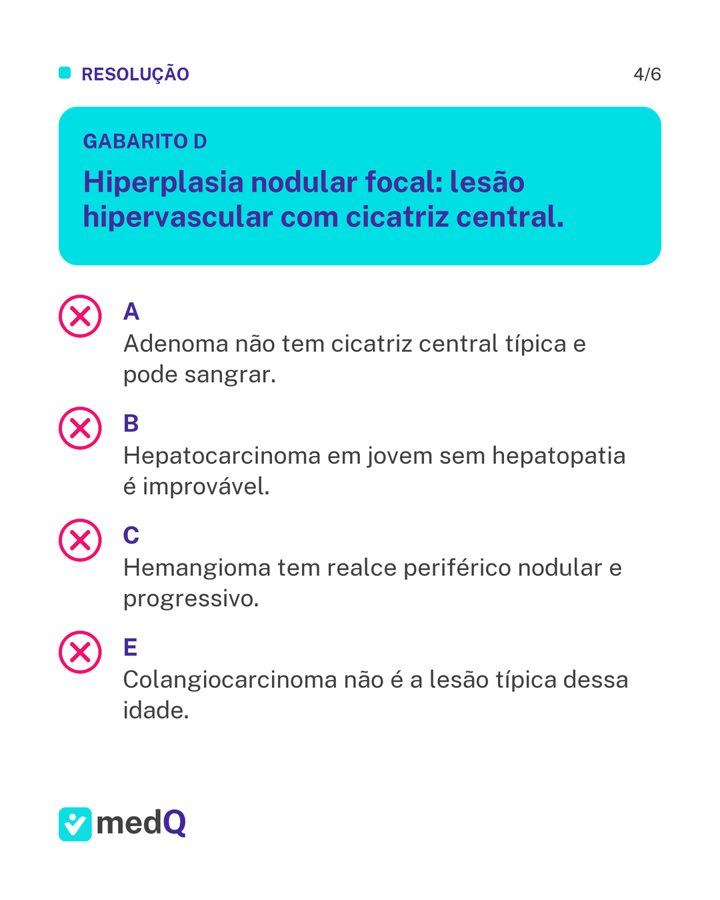 RESOLUÇÃO
4/6
GABARITO D
Hiperplasia nodular focal: lesão
hipervascular com cicatriz central.
A
Adenoma não tem cicatriz central típica e
pode sangrar.
B
Hepatocarcinoma em jovem sem hepatopatia
é improvável.
C
Hemangioma tem realce periférico nodular e
progressivo.
E
Colangiocarcinoma não é a lesão típica dessa
idade.
medQ